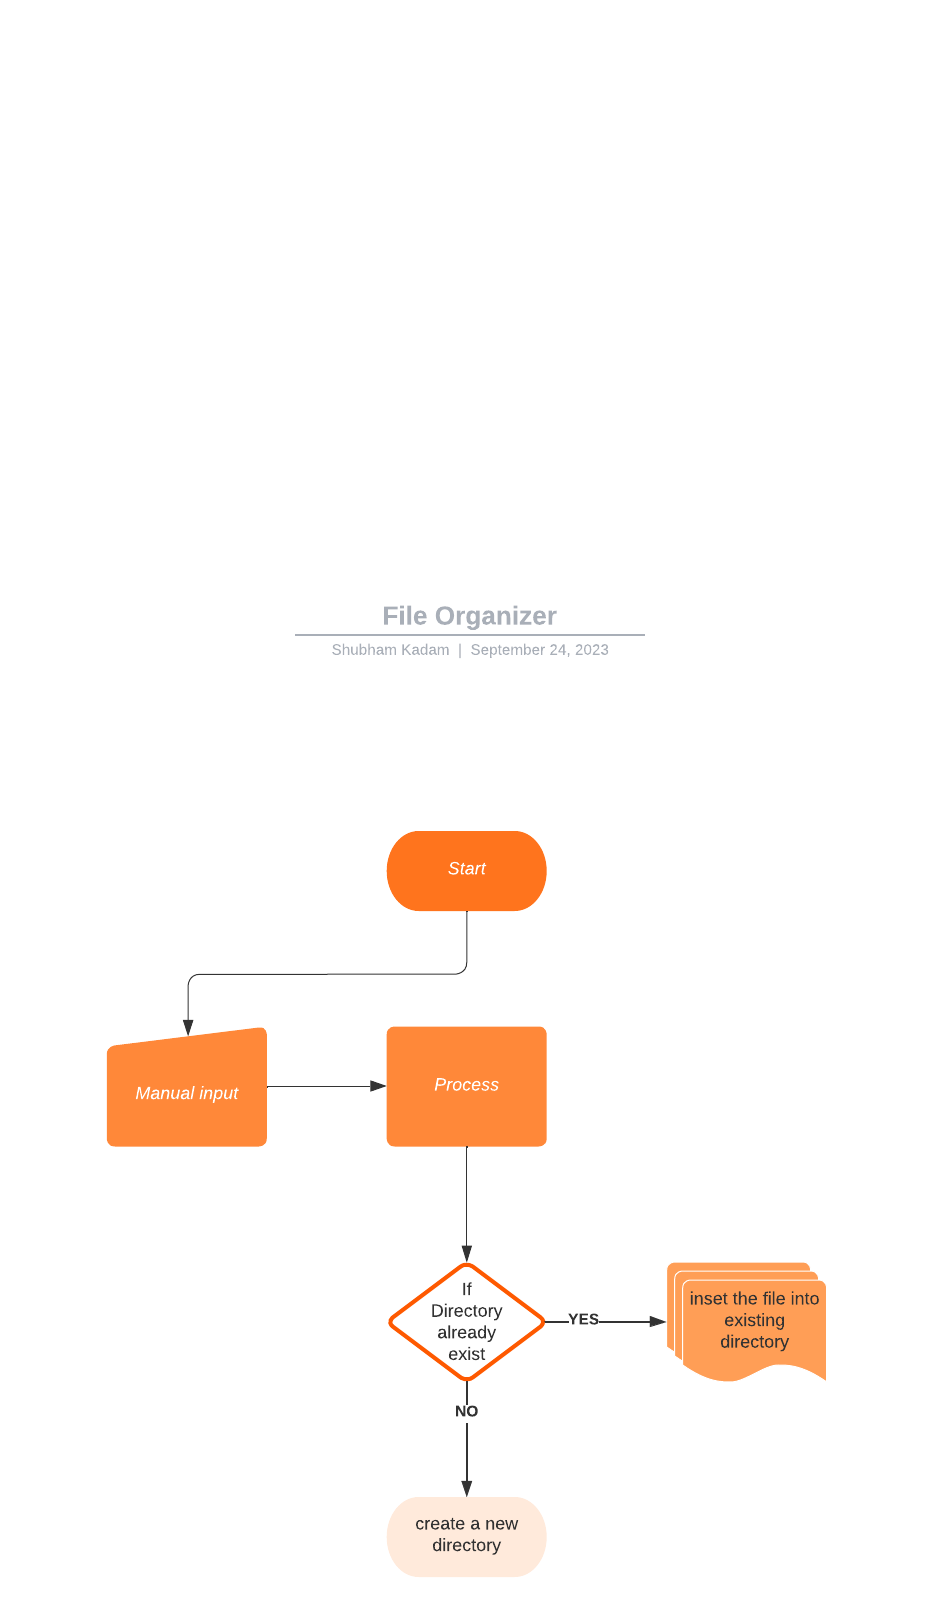 File Organizer
Shubham Kadam | September 24, 2023
Start
Manual input
Process
If
Directory
already
exist
YES
inset the file into
existing
directory
NO
create a new
directory